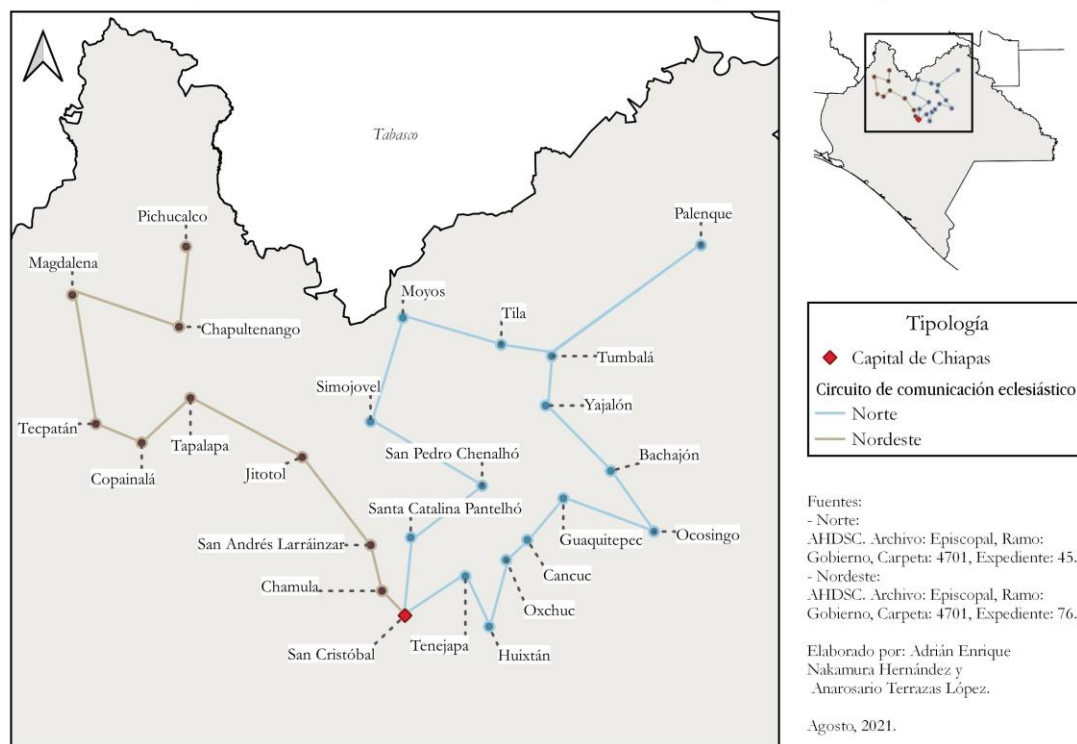 Tabasco
Pichucalco
Palenque
Magdalena
Moyos
Tila
Chapultenango
Tumbalá
Simojovel
Yajalón
Tecpatán
Tapalapa
Copainalá
Jitotol
San Pedro Chenalhó
Bachajón
Santa Catalina Pantelhó
San Andrés Larráinzar
Guaquitepec
Ocosingo
Cancuc
Chamula
Oxchuc
San Cristóbal
Tenejapa
Huixtán
Tipología
Capital de Chiapas
Circuito de comunicación eclesiástico
Norte
Nordeste
Fuentes:
- Norte:
AHDSC. Archivo: Episcopal, Ramo:
Gobierno, Carpeta: 4701, Expediente: 45.
- Nordeste:
AHDSC. Archivo: Episcopal, Ramo:
Gobierno, Carpeta: 4701, Expediente: 76.
Elaborado por: Adrián Enrique
Nakamura Hernández y
Anarosario Terrazas López.
Agosto, 2021.